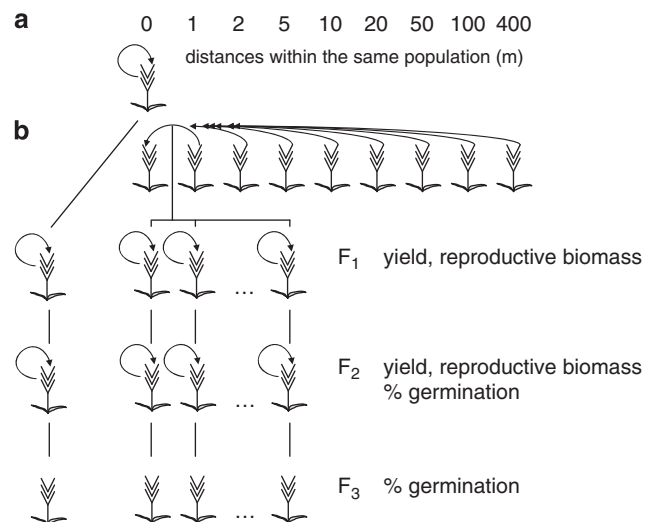 a 0 1 2 5 10 20 50 100 400
distances within the same population (m)
b
F1 yield, reproductive biomass
...
F2 yield, reproductive biomass
% germination
...
F3 % germination
...